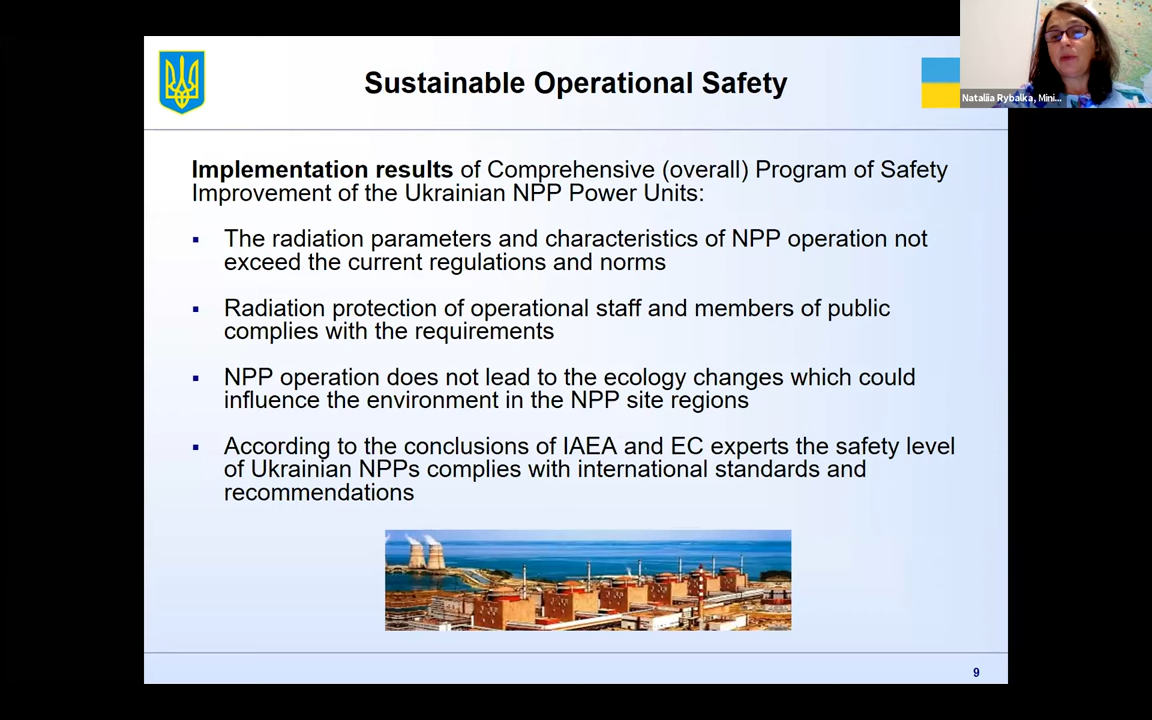 Sustainable Operational Safety
Nataliia Rybalka, Mini...
Implementation results of Comprehensive (overall) Program of Safety
Improvement of the Ukrainian NPP Power Units:
▪ The radiation parameters and characteristics of NPP operation not
exceed the current regulations and norms
▪ Radiation protection of operational staff and members of public
complies with the requirements
▪ NPP operation does not lead to the ecology changes which could
influence the environment in the NPP site regions
▪ According to the conclusions of IAEA and EC experts the safety level
of Ukrainian NPPs complies with international standards and
recommendations
9